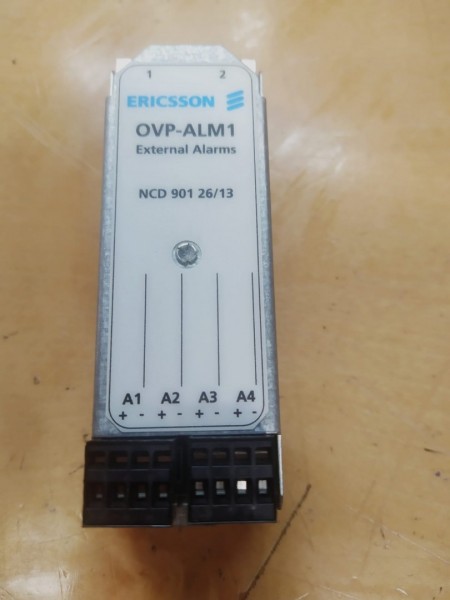 1 2
ERICSSON
OVP-ALM1
External Alarms
NCD 901 26/13
A1 A2 A3 A4
+ - + - + - + -